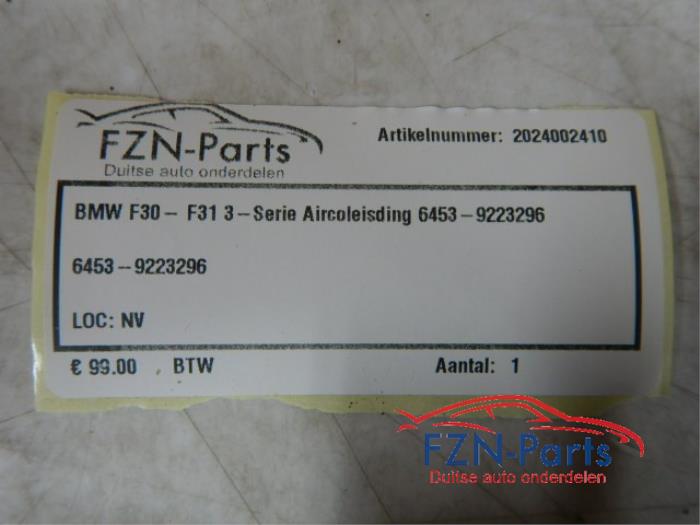 FZN-Parts
Duitse auto onderdelen
Artikelnummer: 2024002410
BMW F30 - F31 3-Serie Aircoleisding 6453-9223296
6453-9223296
LOC: NV
€ 99.00 BTW Aantal: 1
FZN-Parts
Duitse auto onderdelen